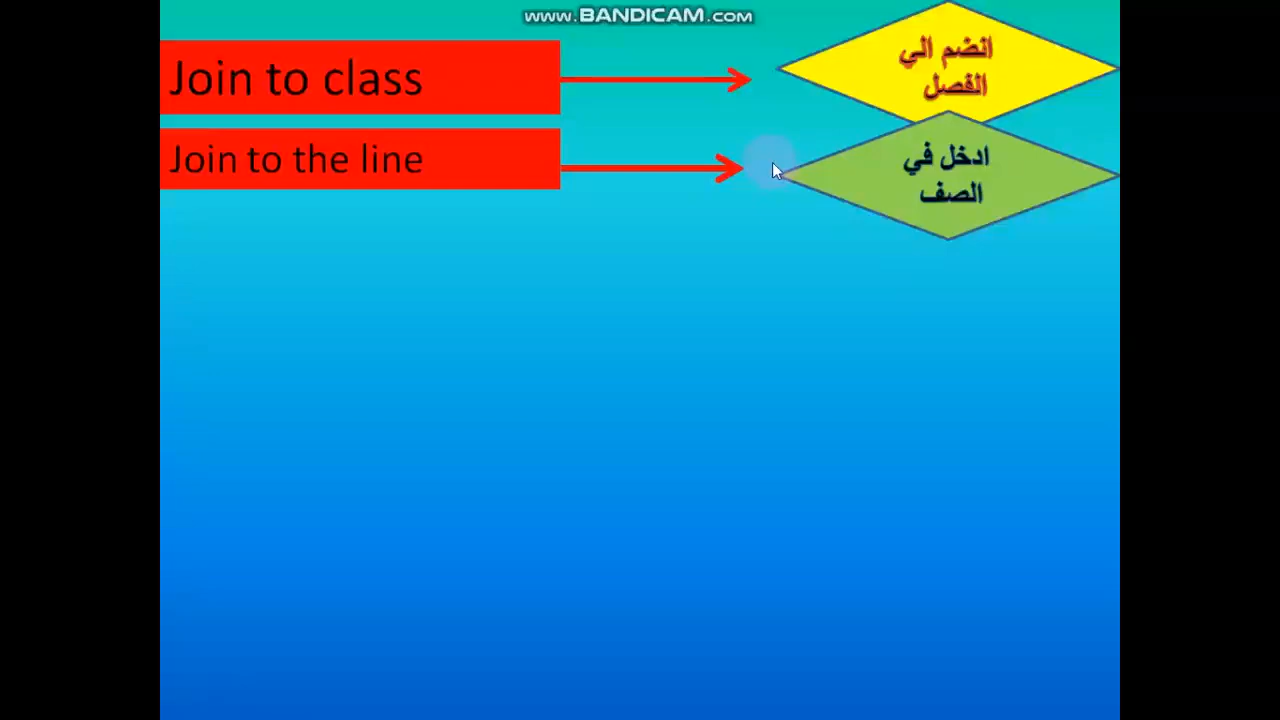 www.BANDICAM.com
Join to class
انضم الي
الفصل
Join to the line
ادخل في
الصف